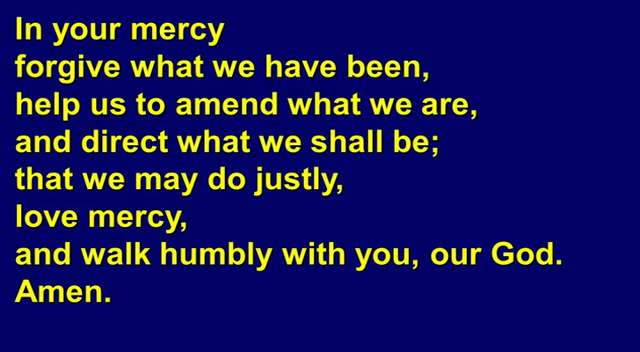 In your mercy
forgive what we have been,
help us to amend what we are,
and direct what we shall be;
that we may do justly,
love mercy,
and walk humbly with you, our God.
Amen.